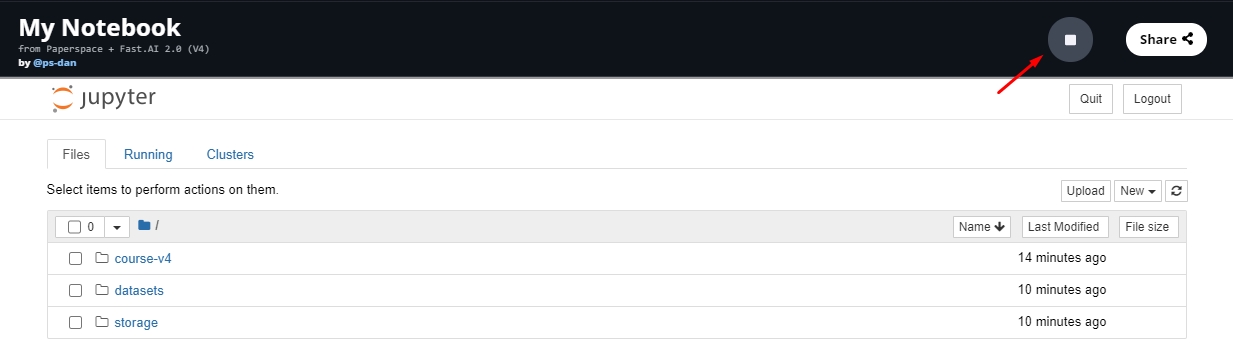 My Notebook
from Paperspace + Fast.AI 2.0 (V4)
by @ps-dan
Share
jupyter
Quit Logout
Files Running Clusters
Select items to perform actions on them.
Upload New
0 / Name Last Modified File size
course-v4 14 minutes ago
datasets 10 minutes ago
storage 10 minutes ago